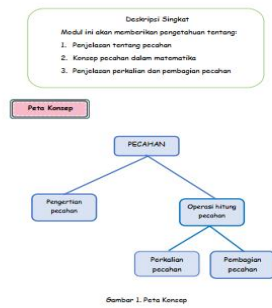 Deskripsi Singkat
Modul ini akan memberikan pengetahuan tentang:
1. Penjelasan tentang pecahan
2. Konsep pecahan dalam matematika
3. Penjelasan perkalian dan pembagian pecahan
Peta Konsep
PECAHAN
Pengertian
pecahan
Operasi hitung
pecahan
Perkalian
pecahan
Pembagian
pecahan
Gambar 1. Peta Konsep